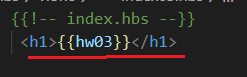 {{!-- index.hbs --}}
<h1>{{hw03}}</h1>